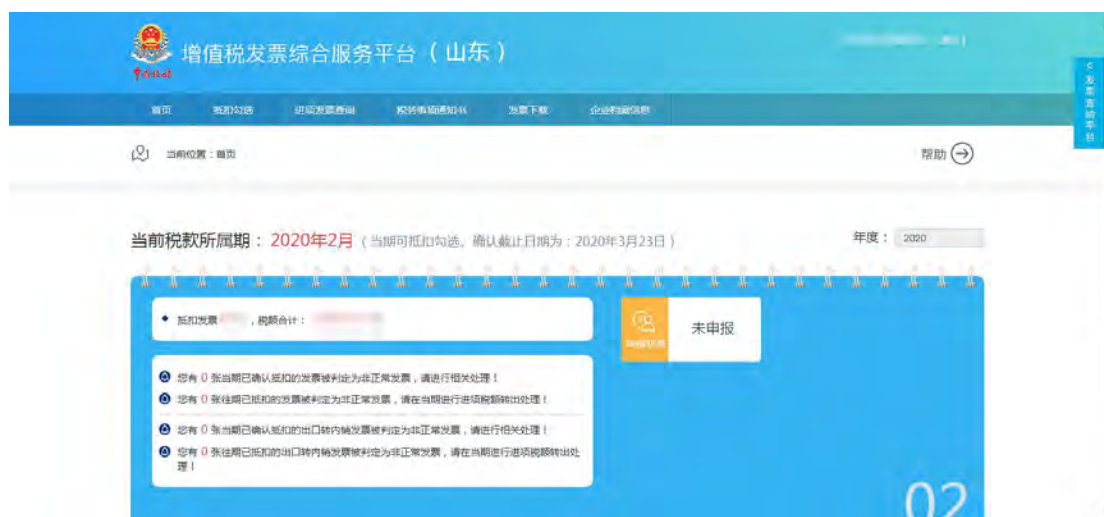 增值税发票综合服务平台（山东）
首页 抵扣勾选 进项发票查询 税务事项通知书 发票下载 企业档案信息
当前位置：首页
帮助
当前税款所属期：2020年2月（当期可抵扣勾选、确认截止日期为：2020年3月23日）
年度：2020
抵扣发票 ，税额合计：
未申报
您有 0 张当期已确认抵扣的发票被判定为非正常发票，请进行相关处理！
您有 0 张往期已抵扣的发票被判定为非正常发票，请在当期进行进项税额转出处理！
您有 0 张当期已确认抵扣的出口转内销发票被判定为非正常发票，请进行相关处理！
您有 0 张往期已抵扣的出口转内销发票被判定为非正常发票，请在当期进行进项税额转出处
理！
02